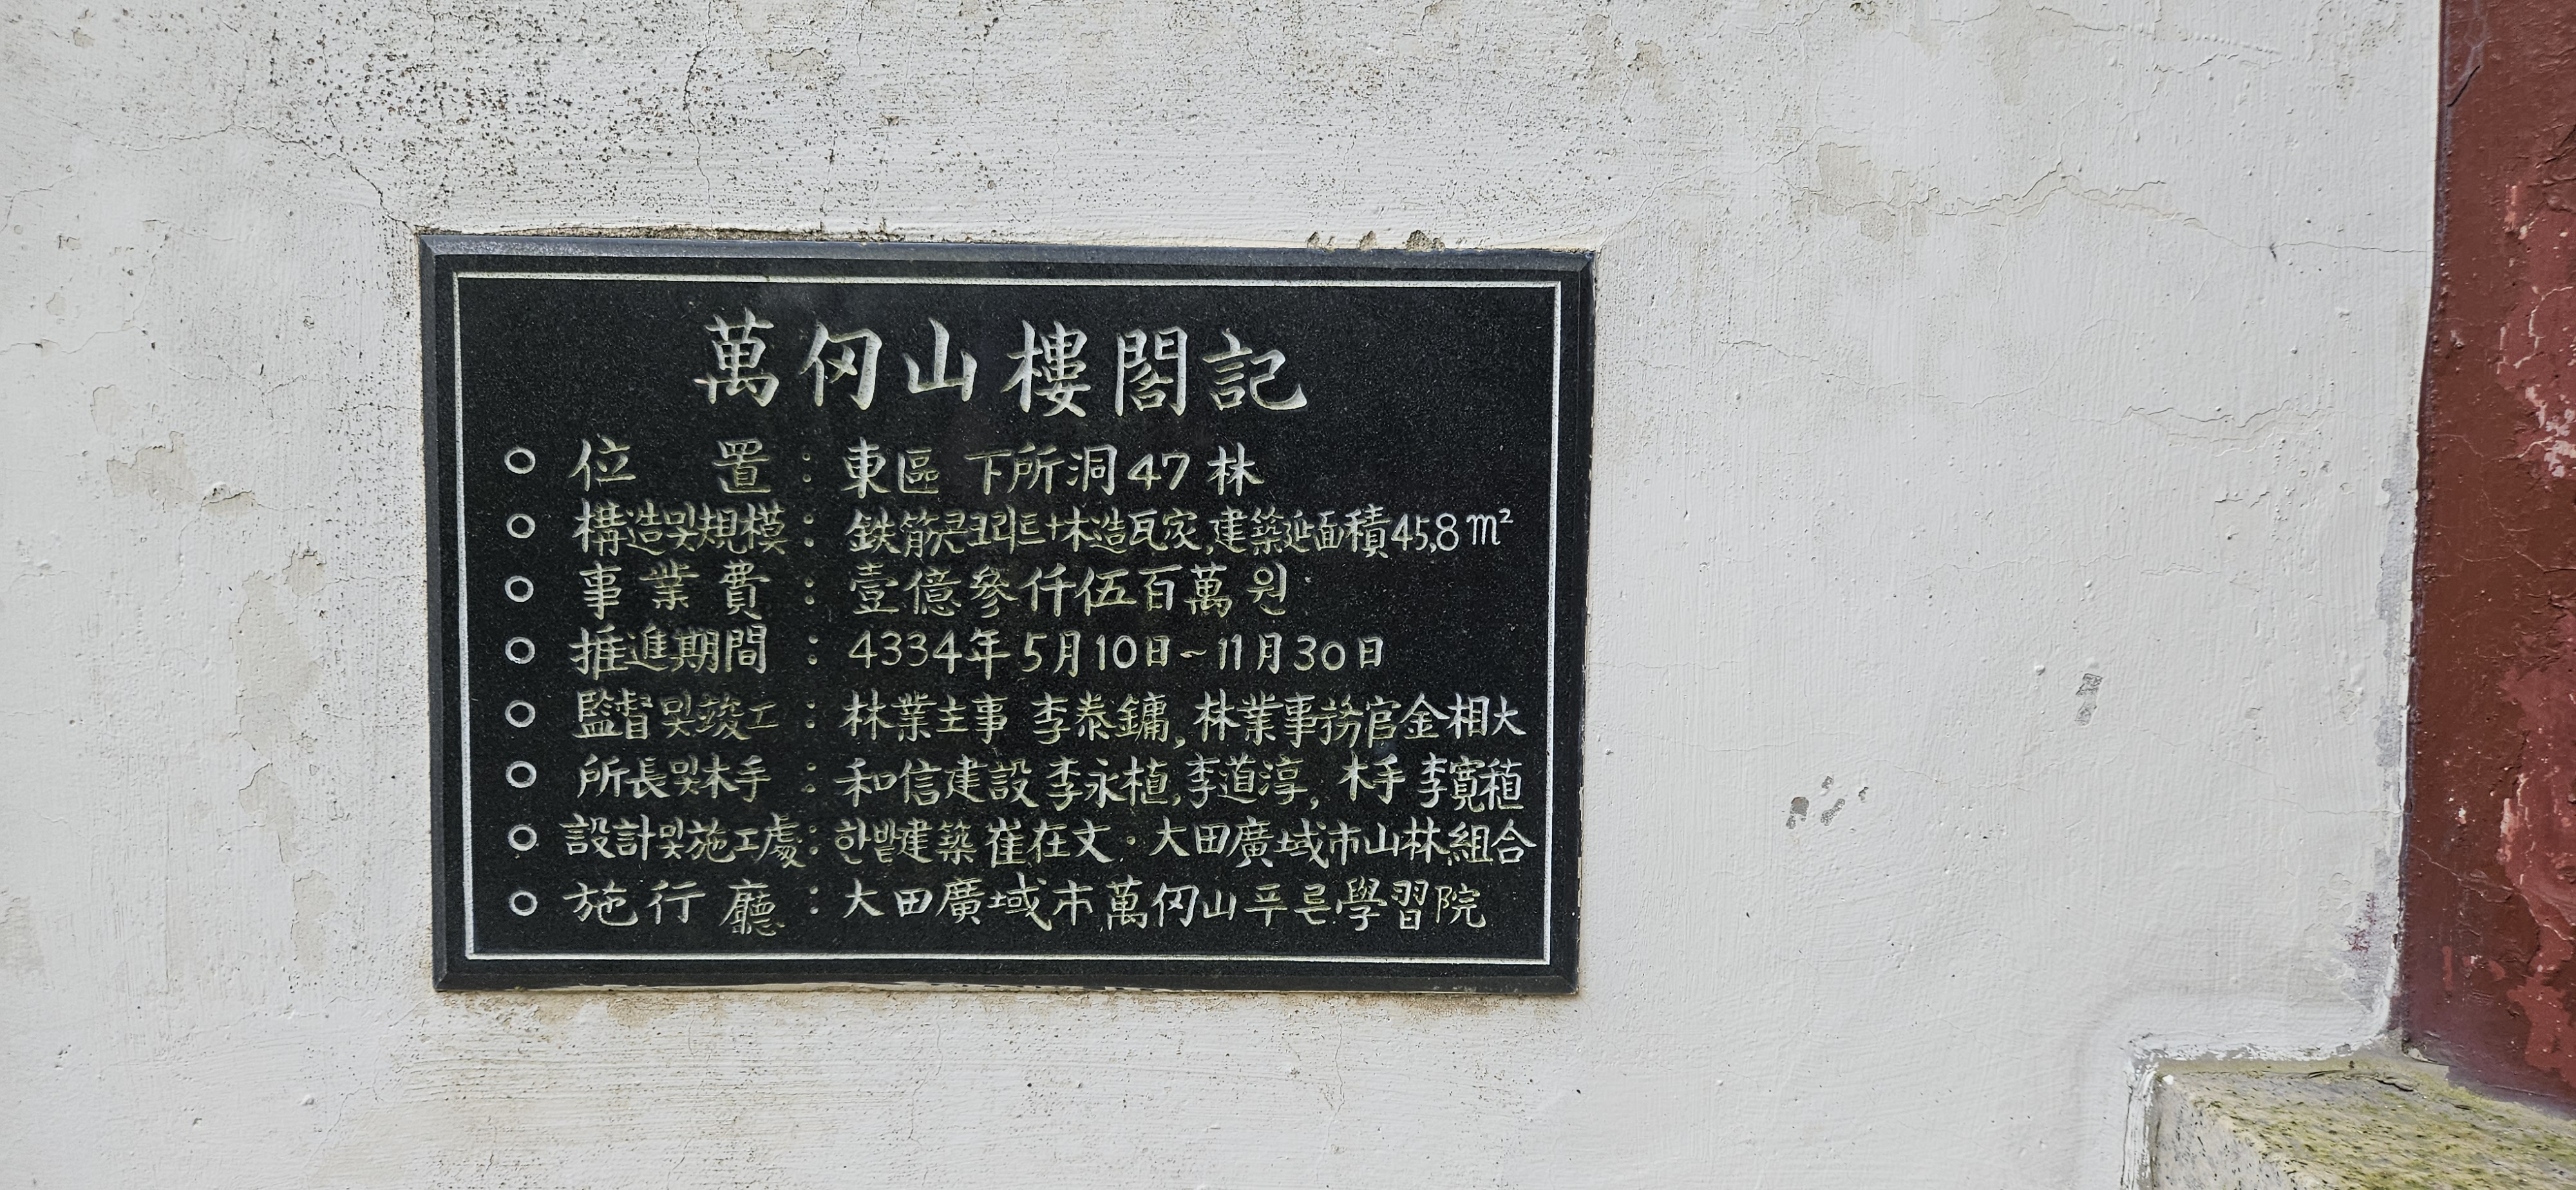 萬仞山樓閣記
○ 位置 : 東區 下所洞 47 林
○ 構造및規模 : 鉄筋콘크리트+木造瓦家, 建築延面積 45,8 m²
○ 事業費 : 壹億參仟伍百萬 원
○ 推進期間 : 4334年 5月 10日 ~ 11月 30日
○ 監督및竣工 : 林業主事 李泰鏞, 林業事務官 金相大
○ 所長및木手 : 和信建設 李永植, 李道淳, 木手 李寬稙
○ 設計및施工處 : 한밭建築 崔在文 · 大田廣域市山林組合
○ 施行廳 : 大田廣域市 萬仞山푸른學習院